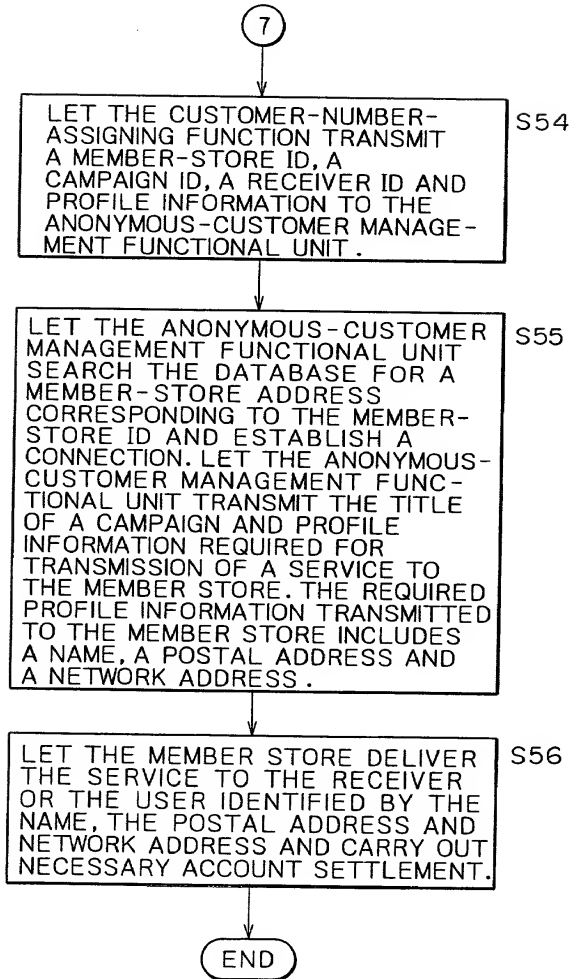 7
LET THE CUSTOMER-NUMBER-
ASSIGNING FUNCTION TRANSMIT
A MEMBER-STORE ID, A
CAMPAIGN ID, A RECEIVER ID AND
PROFILE INFORMATION TO THE
ANONYMOUS-CUSTOMER MANAGE-
MENT FUNCTIONAL UNIT.
S54
LET THE ANONYMOUS-CUSTOMER
MANAGEMENT FUNCTIONAL UNIT
SEARCH THE DATABASE FOR A
MEMBER-STORE ADDRESS
CORRESPONDING TO THE MEMBER-
STORE ID AND ESTABLISH A
CONNECTION. LET THE ANONYMOUS-
CUSTOMER MANAGEMENT FUNC-
TIONAL UNIT TRANSMIT THE TITLE
OF A CAMPAIGN AND PROFILE
INFORMATION REQUIRED FOR
TRANSMISSION OF A SERVICE TO
THE MEMBER STORE. THE REQUIRED
PROFILE INFORMATION TRANSMITTED
TO THE MEMBER STORE INCLUDES
A NAME, A POSTAL ADDRESS AND
A NETWORK ADDRESS.
S55
LET THE MEMBER STORE DELIVER
THE SERVICE TO THE RECEIVER
OR THE USER IDENTIFIED BY THE
NAME, THE POSTAL ADDRESS AND
NETWORK ADDRESS AND CARRY OUT
NECESSARY ACCOUNT SETTLEMENT.
S56
END